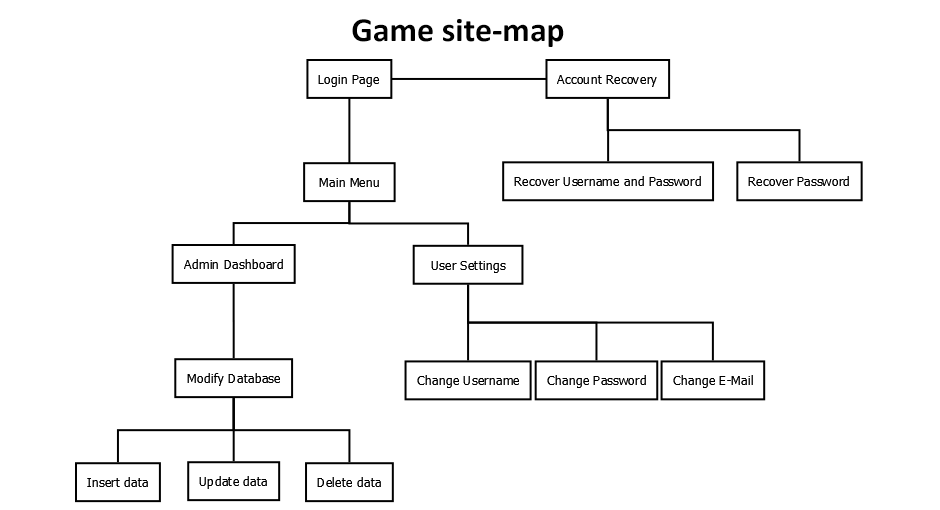 Game site-map
Login Page
Account Recovery
Main Menu
Recover Username and Password
Recover Password
Admin Dashboard
User Settings
Modify Database
Change Username
Change Password
Change E-Mail
Insert data
Update data
Delete data